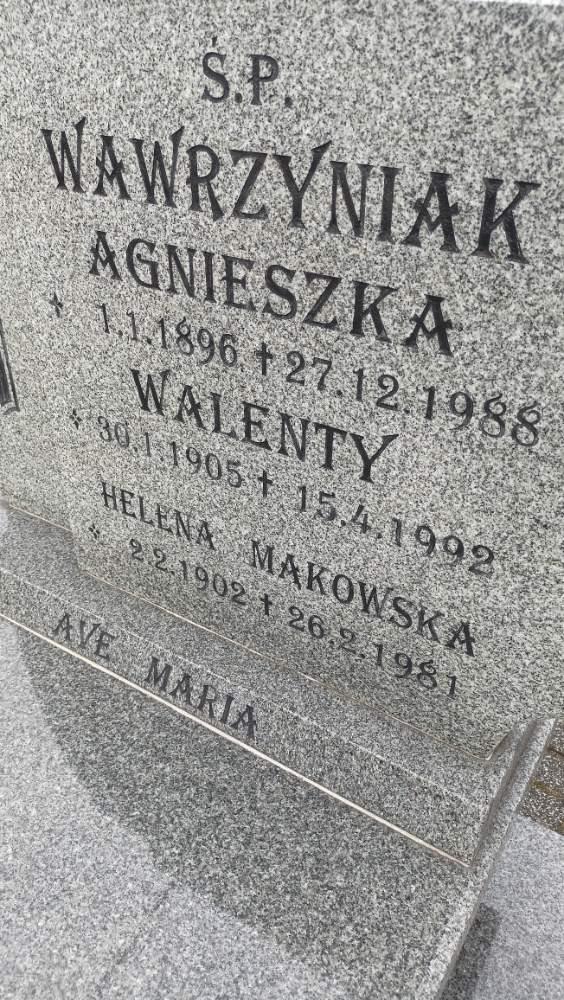 Ś.P.
WAWRZYNIAK
AGNIESZKA
1.1.1896 † 27.12.1988
WALENTY
30.1.1905 † 15.4.1992
HELENA MAKOWSKA
2.2.1902 † 26.2.1981
AVE MARIA